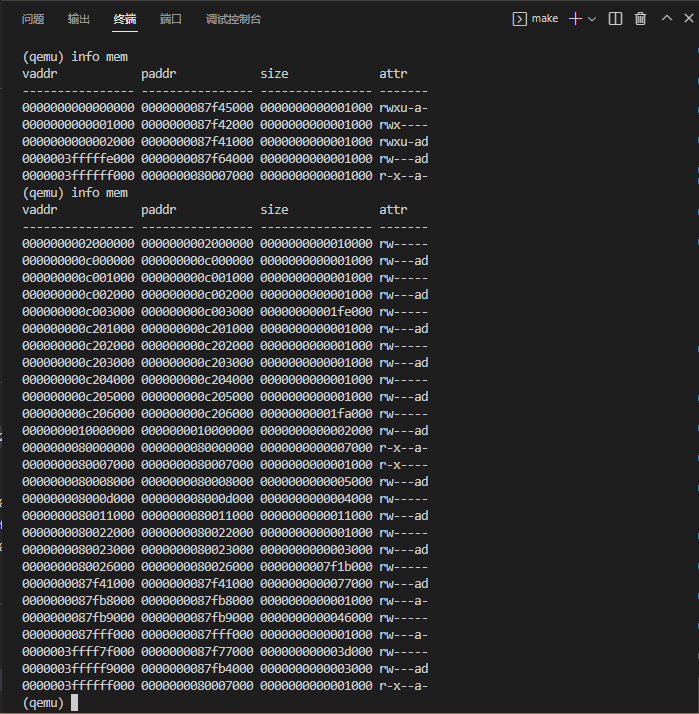 问题 输出 终端 端口 调试控制台 make
(qemu) info mem
vaddr paddr size attr
---------------- ---------------- ---------------- -------
0000000000000000 0000000087f45000 0000000000001000 rwxu-a-
0000000000001000 0000000087f42000 0000000000001000 rwx----
0000000000002000 0000000087f41000 0000000000001000 rwxu-ad
0000003fffffe000 0000000087f64000 0000000000001000 rw---ad
0000003ffffff000 0000000080007000 0000000000001000 r-x--a-
(qemu) info mem
vaddr paddr size attr
---------------- ---------------- ---------------- -------
0000000002000000 0000000002000000 0000000000010000 rw-----
000000000c000000 000000000c000000 0000000000001000 rw---ad
000000000c001000 000000000c001000 0000000000001000 rw-----
000000000c002000 000000000c002000 0000000000001000 rw---ad
000000000c003000 000000000c003000 00000000001fe000 rw-----
000000000c201000 000000000c201000 0000000000001000 rw---ad
000000000c202000 000000000c202000 0000000000001000 rw-----
000000000c203000 000000000c203000 0000000000001000 rw---ad
000000000c204000 000000000c204000 0000000000001000 rw-----
000000000c205000 000000000c205000 0000000000001000 rw---ad
000000000c206000 000000000c206000 00000000001fa000 rw-----
0000000010000000 0000000010000000 0000000000002000 rw---ad
0000000080000000 0000000080000000 0000000000007000 r-x--a-
0000000080007000 0000000080007000 0000000000001000 r-x----
0000000080008000 0000000080008000 0000000000005000 rw---ad
000000008000d000 000000008000d000 0000000000004000 rw-----
0000000080011000 0000000080011000 0000000000011000 rw---ad
0000000080022000 0000000080022000 0000000000001000 rw-----
0000000080023000 0000000080023000 0000000000003000 rw---ad
0000000080026000 0000000080026000 0000000007f1b000 rw-----
0000000087f41000 0000000087f41000 0000000000077000 rw---ad
0000000087fb8000 0000000087fb8000 0000000000001000 rw---a-
0000000087fb9000 0000000087fb9000 0000000000046000 rw-----
0000000087fff000 0000000087fff000 0000000000001000 rw---a-
0000003ffff7f000 0000000087f77000 000000000003d000 rw-----
0000003fffff9000 0000000087fb4000 0000000000003000 rw---ad
0000003ffffff000 0000000080007000 0000000000001000 r-x--a-
(qemu)